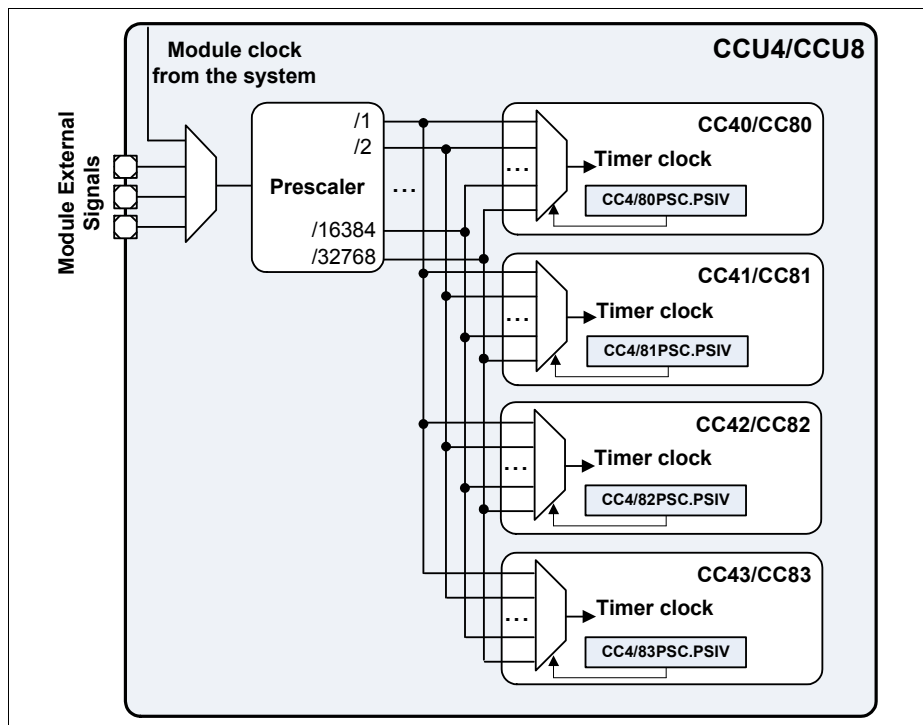 CCU4/CCU8
Module clock
from the system
Module External
Signals
Prescaler
/1
/2
...
/16384
/32768
CC40/CC80
...
Timer clock
CC4/80PSC.PSIV
CC41/CC81
...
Timer clock
CC4/81PSC.PSIV
CC42/CC82
...
Timer clock
CC4/82PSC.PSIV
CC43/CC83
...
Timer clock
CC4/83PSC.PSIV